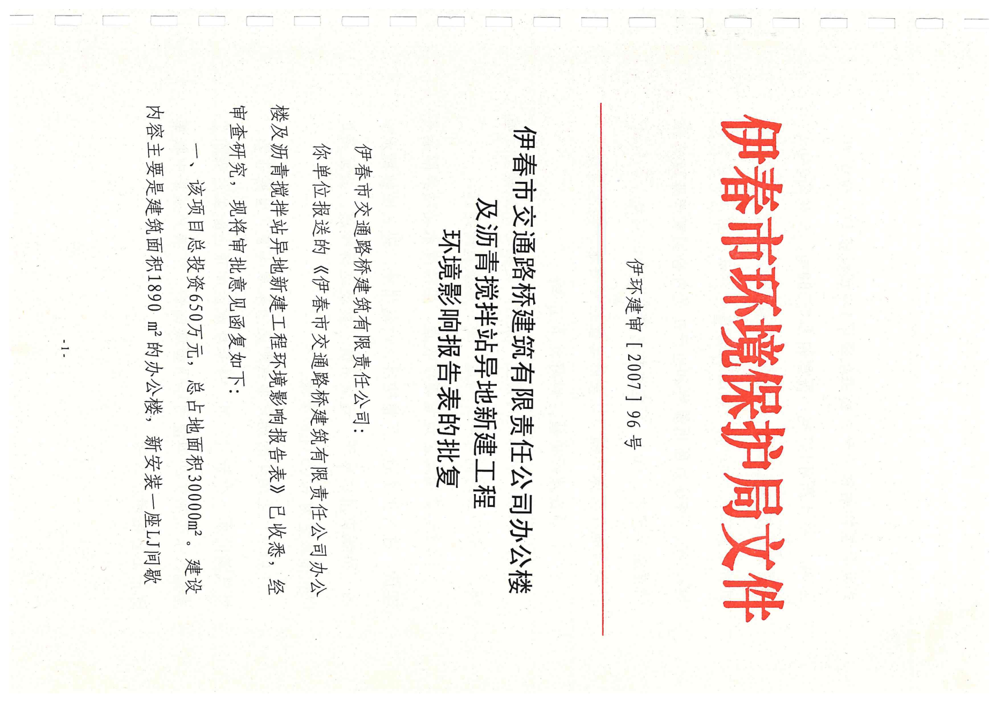 伊春市环境保护局文件
伊环建审［2007］96号
伊春市交通路桥建筑有限责任公司办公楼
及沥青搅拌站异地新建工程
环境影响报告表的批复
伊春市交通路桥建筑有限责任公司：
你单位报送的《伊春市交通路桥建筑有限责任公司办公
楼及沥青搅拌站异地新建工程环境影响报告表》已收悉，经
审查研究，现将审批意见函复如下：
一、该项目总投资650万元，总占地面积30000m²。建设
内容主要是建筑面积1890 m²的办公楼，新安装一座LJ间歇
-1-